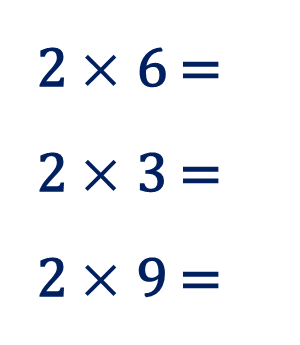 2 × 6 =
2 × 3 =
2 × 9 =